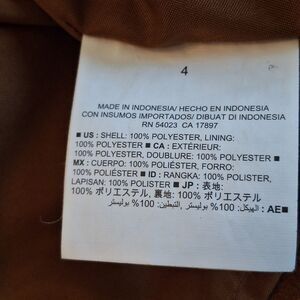 4
MADE IN INDONESIA/ HECHO EN INDONESIA
CON INSUMOS IMPORTADOS/ DIBUAT DI INDONESIA
RN 54023 CA 17897
■ US : SHELL: 100% POLYESTER, LINING:
100% POLYESTER ■ CA : EXTÉRIEUR:
100% POLYESTER, DOUBLURE: 100% POLYESTER ■
MX : CUERPO: 100% POLIÉSTER, FORRO:
100% POLIÉSTER ■ ID : RANGKA: 100% POLISTER,
LAPISAN: 100% POLISTER ■ JP : 表地:
100% ポリエステル, 裏地: 100% ポリエステル
■ AE : الهيكل: 100% بوليستر, التبطين: 100% بوليستر